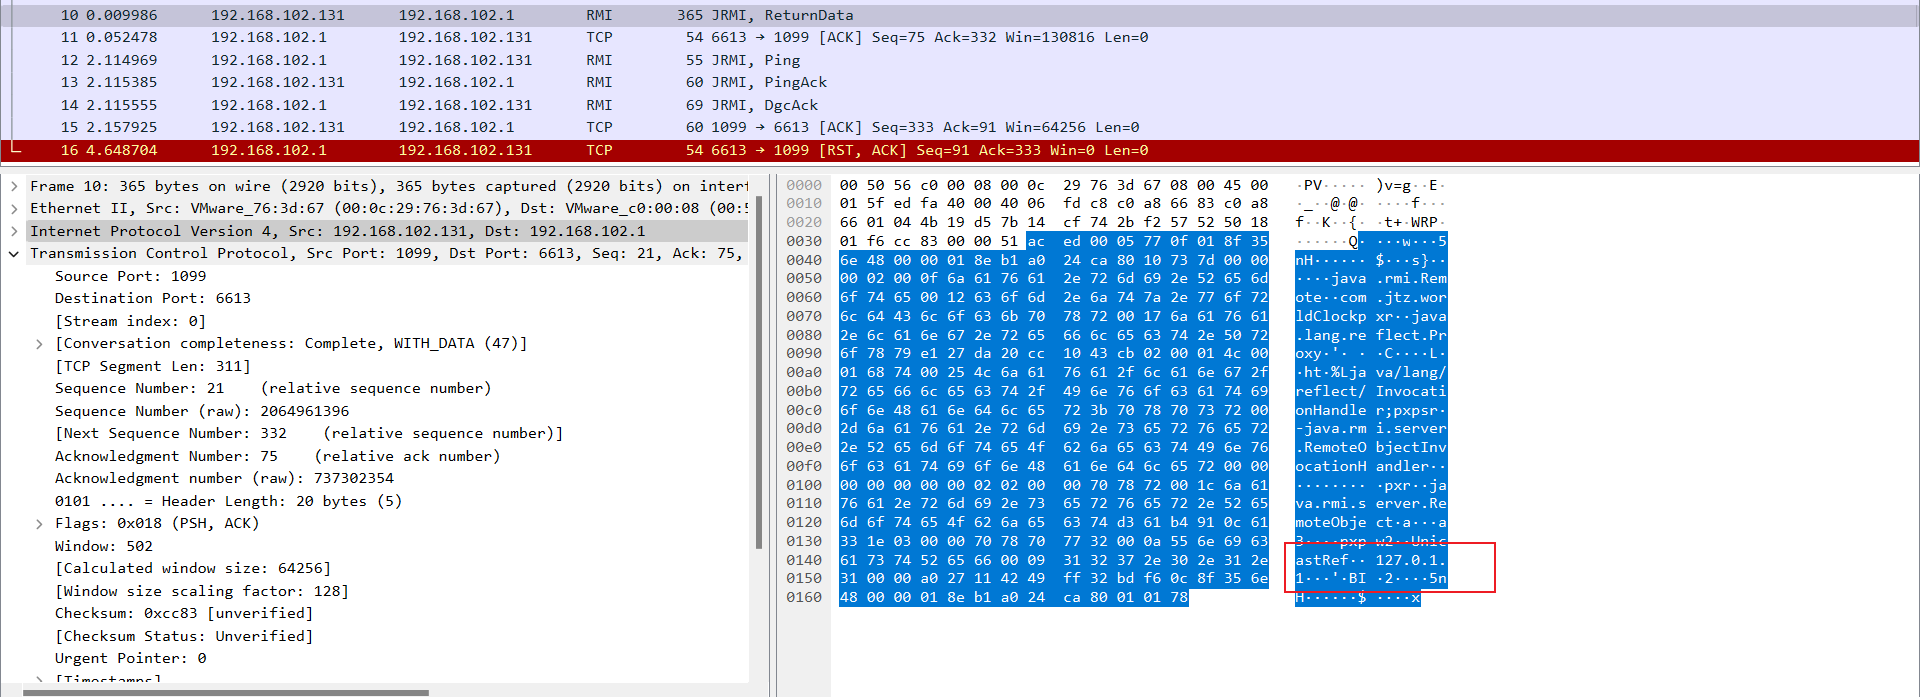 10 0.009986 192.168.102.131 192.168.102.1 RMI 365 JRMI, ReturnData
11 0.052478 192.168.102.1 192.168.102.131 TCP 54 6613 → 1099 [ACK] Seq=75 Ack=332 Win=130816 Len=0
12 2.114969 192.168.102.1 192.168.102.131 RMI 55 JRMI, Ping
13 2.115385 192.168.102.131 192.168.102.1 RMI 60 JRMI, PingAck
14 2.115555 192.168.102.1 192.168.102.131 RMI 69 JRMI, DgcAck
15 2.157925 192.168.102.131 192.168.102.1 TCP 60 1099 → 6613 [ACK] Seq=333 Ack=91 Win=64256 Len=0
16 4.648704 192.168.102.1 192.168.102.131 TCP 54 6613 → 1099 [RST, ACK] Seq=91 Ack=333 Win=0 Len=0
Frame 10: 365 bytes on wire (2920 bits), 365 bytes captured (2920 bits) on interf
Ethernet II, Src: VMware_76:3d:67 (00:0c:29:76:3d:67), Dst: VMware_c0:00:08 (00:5
Internet Protocol Version 4, Src: 192.168.102.131, Dst: 192.168.102.1
Transmission Control Protocol, Src Port: 1099, Dst Port: 6613, Seq: 21, Ack: 75,
Source Port: 1099
Destination Port: 6613
[Stream index: 0]
[Conversation completeness: Complete, WITH_DATA (47)]
[TCP Segment Len: 311]
Sequence Number: 21 (relative sequence number)
Sequence Number (raw): 2064961396
[Next Sequence Number: 332 (relative sequence number)]
Acknowledgment Number: 75 (relative ack number)
Acknowledgment number (raw): 737302354
0101 .... = Header Length: 20 bytes (5)
Flags: 0x018 (PSH, ACK)
Window: 502
[Calculated window size: 64256]
[Window size scaling factor: 128]
Checksum: 0xcc83 [unverified]
[Checksum Status: Unverified]
Urgent Pointer: 0
[Timestamps]
0000 00 50 56 c0 00 08 00 0c 29 76 3d 67 08 00 45 00 ·PV····· )v=g··E·
0010 01 5f ed fa 40 00 40 06 fd c8 c0 a8 66 83 c0 a8 ·_··@·@· ····f···
0020 66 01 04 4b 19 d5 7b 14 cf 74 2b f2 57 52 50 18 f··K··{· ·t+·WRP·
0030 01 f6 cc 83 00 00 51 ac ed 00 05 77 0f 01 8f 35 ······Q· ···w···5
0040 6e 48 00 00 01 8e b1 a0 24 ca 80 10 73 7d 00 00 nH······ $···s}··
0050 00 02 00 0f 6a 61 76 61 2e 72 6d 69 2e 52 65 6d ····java .rmi.Rem
0060 6f 74 65 00 12 63 6f 6d 2e 6a 74 7a 2e 77 6f 72 ote··com .jtz.wor
0070 6c 64 43 6c 6f 63 6b 70 78 72 00 17 6a 61 76 61 ldClockp xr··java
0080 2e 6c 61 6e 67 2e 72 65 66 6c 65 63 74 2e 50 72 .lang.re flect.Pr
0090 6f 78 79 e1 27 da 20 cc 10 43 cb 02 00 01 4c 00 oxy·'· · ·C····L·
00a0 01 68 74 00 25 4c 6a 61 76 61 2f 6c 61 6e 67 2f ·ht·%Lja va/lang/
00b0 72 65 66 6c 65 63 74 2f 49 6e 76 6f 63 61 74 69 reflect/ Invocati
00c0 6f 6e 48 61 6e 64 6c 65 72 3b 70 78 70 73 72 00 onHandle r;pxpsr·
00d0 2d 6a 61 76 61 2e 72 6d 69 2e 73 65 72 76 65 72 -java.rm i.server
00e0 2e 52 65 6d 6f 74 65 4f 62 6a 65 63 74 49 6e 76 .RemoteO bjectInv
00f0 6f 63 61 74 69 6f 6e 48 61 6e 64 6c 65 72 00 00 ocationH andler··
0100 00 00 00 00 00 02 02 00 00 70 78 72 00 1c 6a 61 ········ ·pxr··ja
0110 76 61 2e 72 6d 69 2e 73 65 72 76 65 72 2e 52 65 va.rmi.s erver.Re
0120 6d 6f 74 65 4f 62 6a 65 63 74 d3 61 b4 91 0c 61 moteObje ct·a···a
0130 33 1e 03 00 00 70 78 70 77 32 00 0a 55 6e 69 63 3····pxp w2··Unic
0140 61 73 74 52 65 66 00 09 31 32 37 2e 30 2e 31 2e astRef·· 127.0.1.
0150 31 00 00 a0 27 11 42 49 ff 32 bd f6 0c 8f 35 6e 1···'·BI ·2····5n
0160 48 00 00 01 8e b1 a0 24 ca 80 01 01 78 H······$ ····x